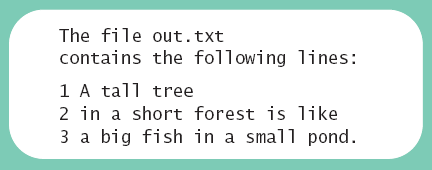 The file out.txt
contains the following lines:
1 A tall tree
2 in a short forest is like
3 a big fish in a small pond.